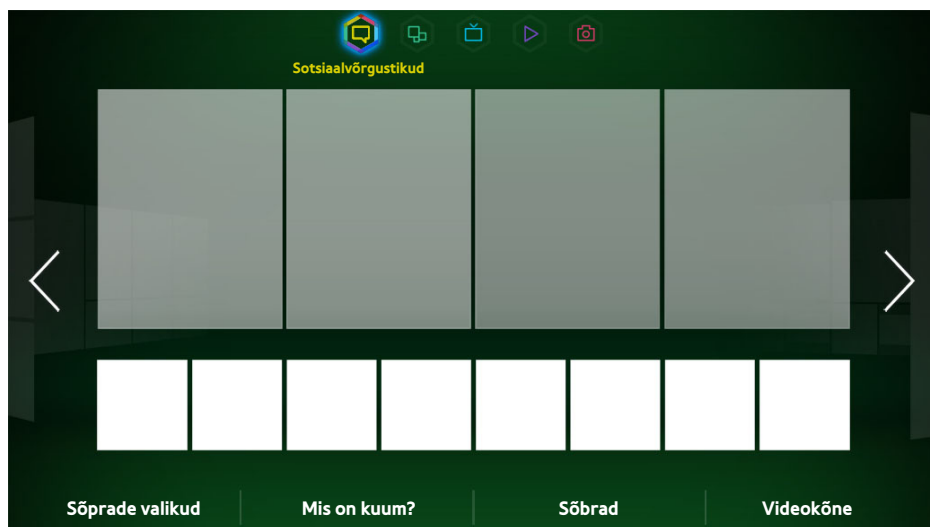 Sotsiaalvõrgustikud
Sõprade valikud
Mis on kuum?
Sõbrad
Videokõne